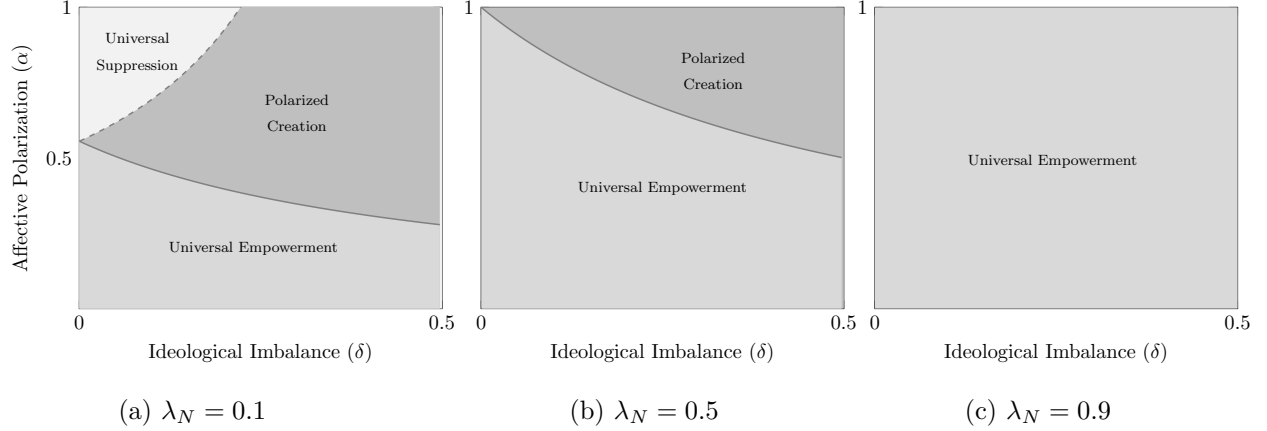 1
Universal
Suppression
Polarized
Creation
0.5
Universal Empowerment
0
0.5
Affective Polarization (α)
Ideological Imbalance (δ)
(a) λ_N = 0.1
1
Polarized
Creation
Universal Empowerment
0
0.5
Ideological Imbalance (δ)
(b) λ_N = 0.5
1
Universal Empowerment
0
0.5
Ideological Imbalance (δ)
(c) λ_N = 0.9